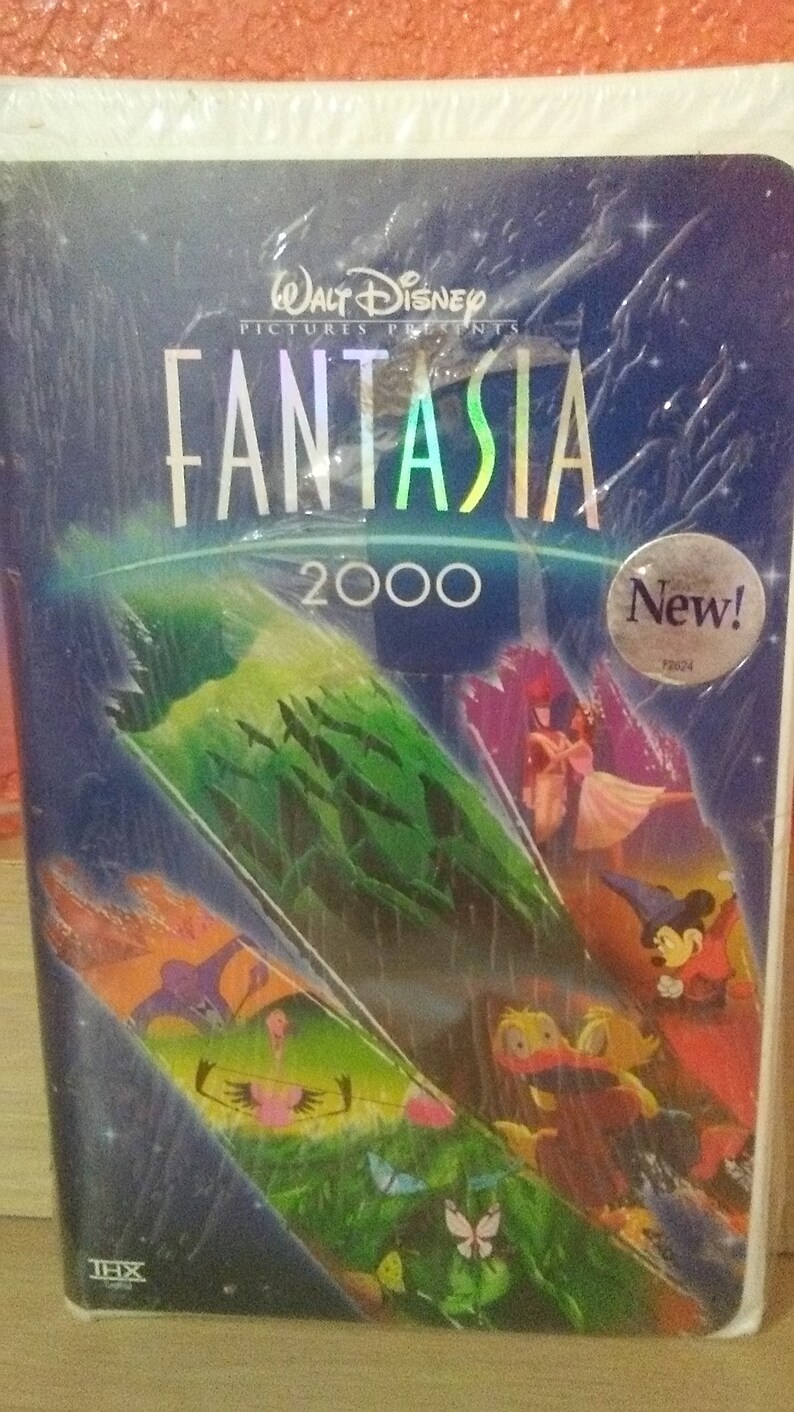 WALT DISNEY
PICTURES PRESENTS
FANTASIA
2000
New!
THX